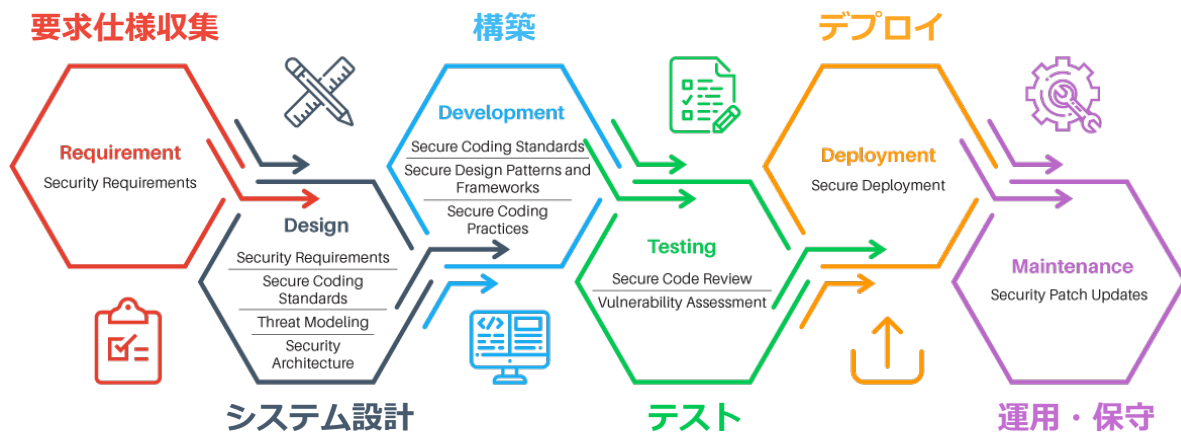 要求仕様収集
Requirement
Security Requirements
Design
Security Requirements
Secure Coding
Standards
Threat Modeling
Security
Architecture
システム設計
構築
Development
Secure Coding Standards
Secure Design Patterns and
Frameworks
Secure Coding
Practices
Testing
Secure Code Review
Vulnerability Assessment
テスト
デプロイ
Deployment
Secure Deployment
Maintenance
Security Patch Updates
運用・保守